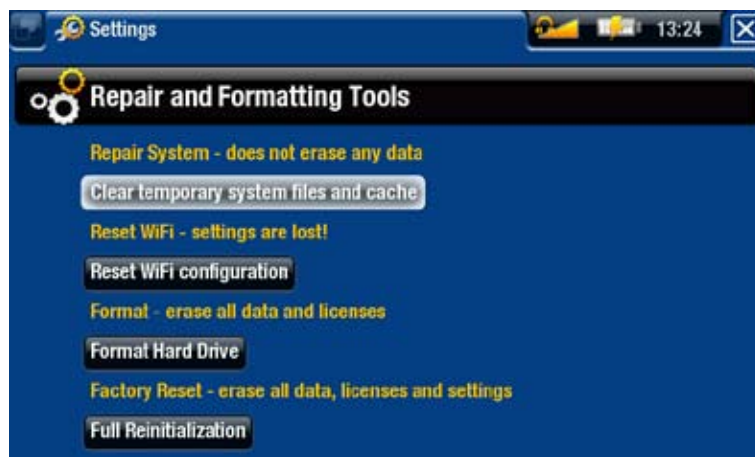 Settings
13:24
Repair and Formatting Tools
Repair System - does not erase any data
Clear temporary system files and cache
Reset WiFi - settings are lost!
Reset WiFi configuration
Format - erase all data and licenses
Format Hard Drive
Factory Reset - erase all data, licenses and settings
Full Reinitialization